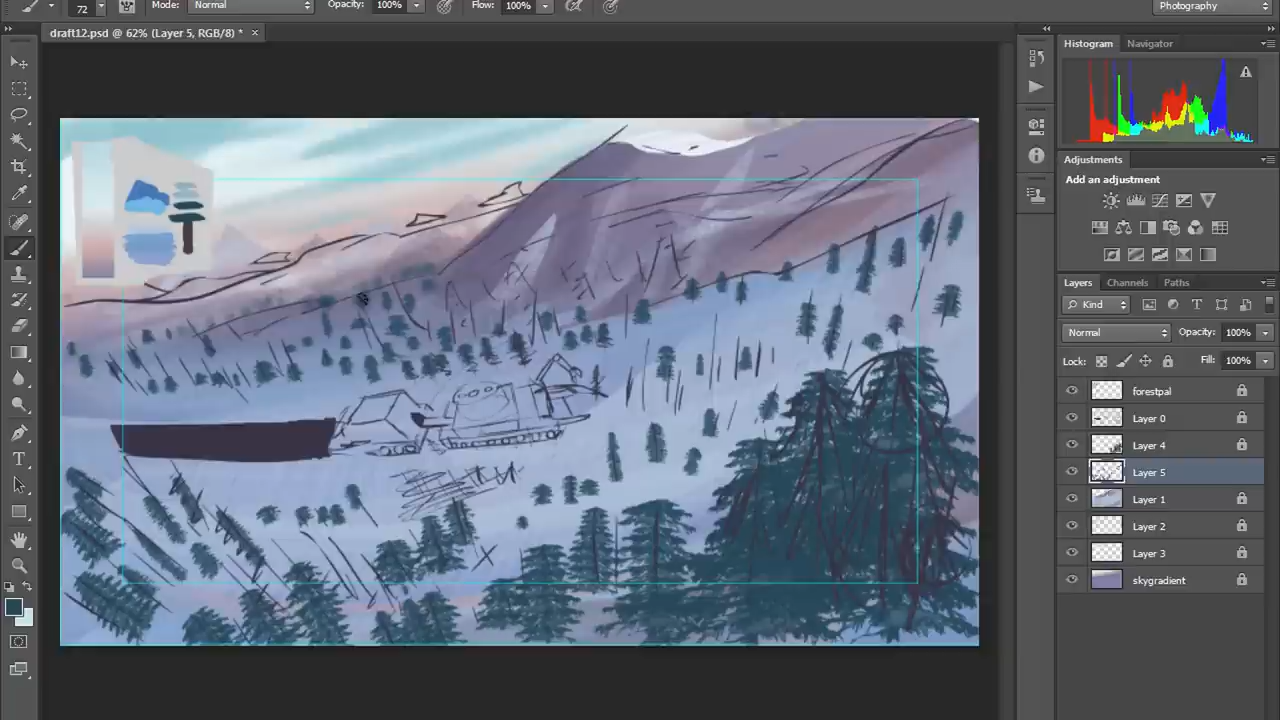 72 Mode: Normal Opacity: 100% Flow: 100% Photography
draft12.psd @ 62% (Layer 5, RGB/8) * ×
Histogram Navigator
Adjustments
Add an adjustment
Layers Channels Paths
Kind
Normal Opacity: 100%
Lock: Fill: 100%
forestpal
Layer 0
Layer 4
Layer 5
Layer 1
Layer 2
Layer 3
skygradient